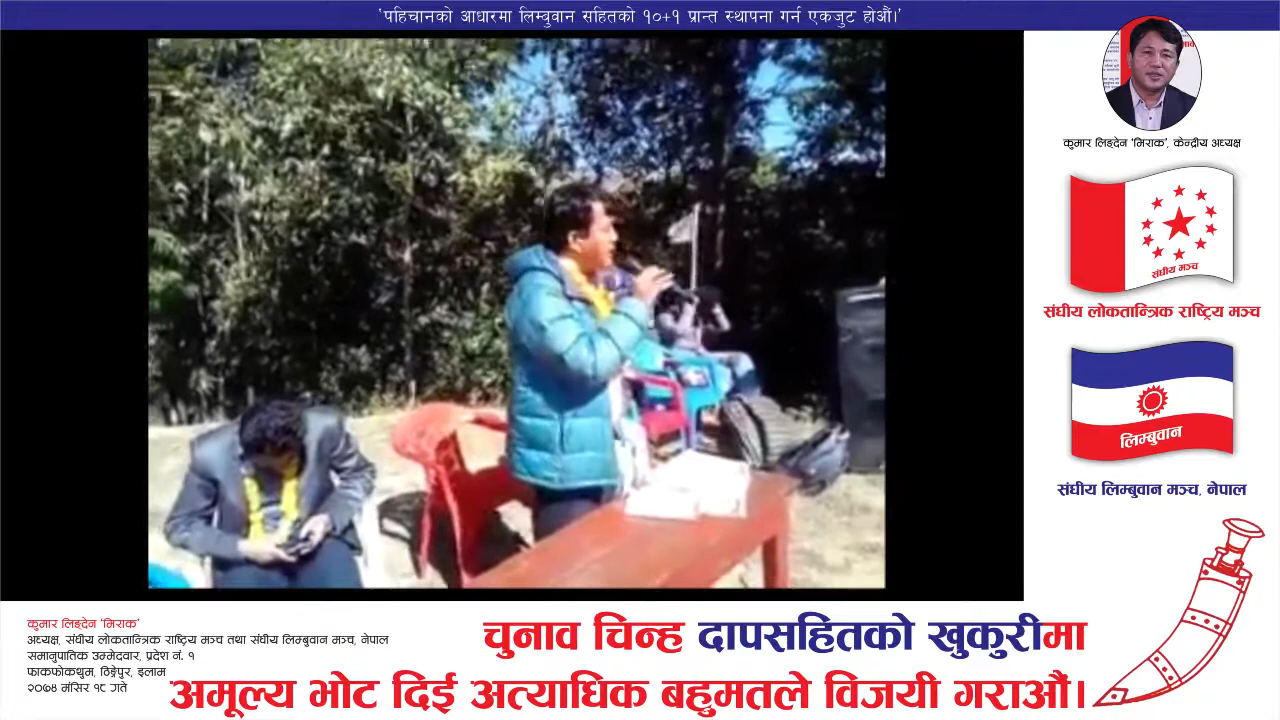 'पहिचानको आधारमा लिम्बुवान सहितको १०+१ प्रान्त स्थापना गर्न एकजुट होऔं।'
कुमार लिङ्देन 'मिराक', केन्द्रीय अध्यक्ष
संघीय मञ्च
संघीय लोकतान्त्रिक राष्ट्रिय मञ्च
लिम्बुवान
संघीय लिम्बुवान मञ्च, नेपाल
कुमार लिङ्देन 'मिराक'
अध्यक्ष, संघीय लोकतान्त्रिक राष्ट्रिय मञ्च तथा संघीय लिम्बुवान मञ्च, नेपाल
समानुपातिक उम्मेदवार, प्रदेश नं. १
फाकफोकथुम, ठिङ्गेपुर, इलाम
२०७४ मंसिर १८ गते
चुनाव चिन्ह दापसहितको खुकुरीमा
अमूल्य भोट दिई अत्याधिक बहुमतले विजयी गराऔं।